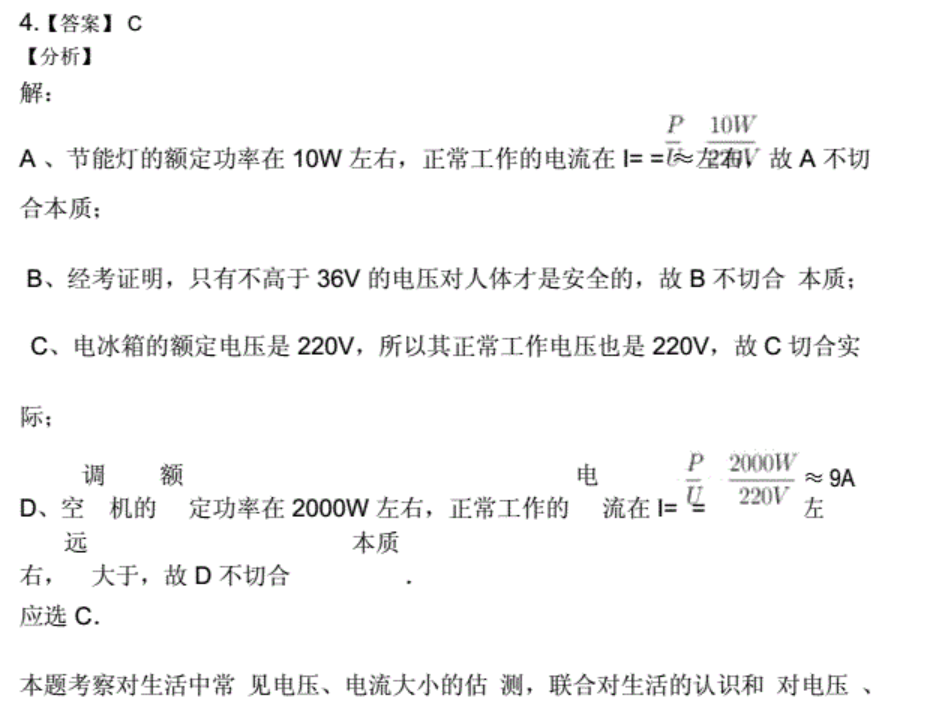 4.【答案】 C
【分析】
解：
A 、节能灯的额定功率在 10W 左右，正常工作的电流在 I= P/U = 10W/220V ≈左右，故 A 不切
合本质；
B、经考证明，只有不高于 36V 的电压对人体才是安全的，故 B 不切合 本质；
C、电冰箱的额定电压是 220V，所以其正常工作电压也是 220V，故 C 切合实
际；
D、空调机的额定功率在 2000W 左右，正常工作的电流在 I= P/U = 2000W/220V ≈ 9A 左
右，远大于，故 D 不切合本质．
应选 C．
本题考察对生活中常 见电压、电流大小的估 测，联合对生活的认识和 对电压 、